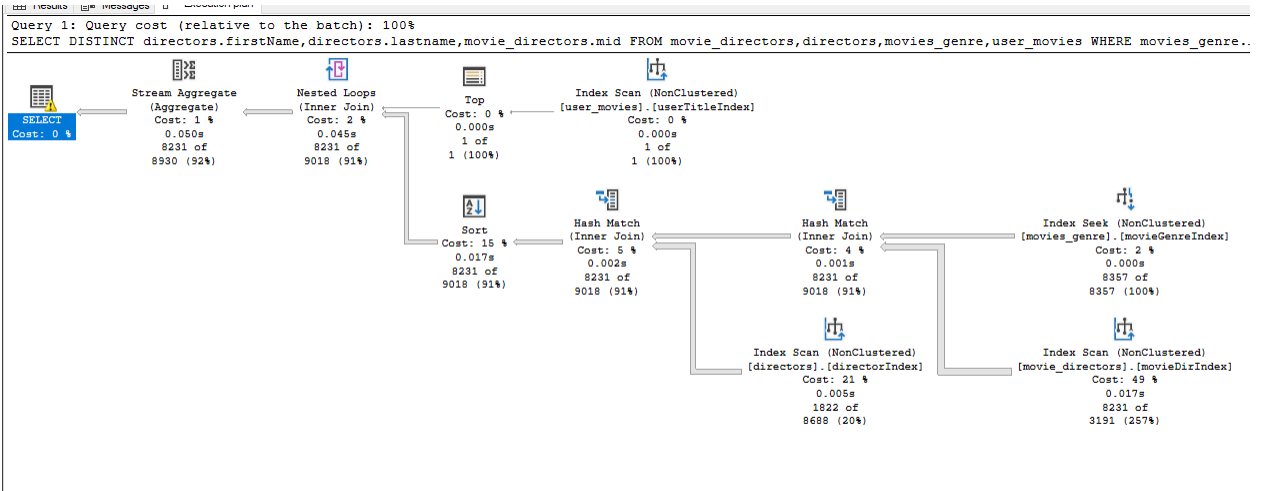 Results Messages Execution plan
Query 1: Query cost (relative to the batch): 100%
SELECT DISTINCT directors.firstName,directors.lastname,movie_directors.mid FROM movie_directors,directors,movies_genre,user_movies WHERE movies_genre..
SELECT
Cost: 0 %
Stream Aggregate
(Aggregate)
Cost: 1 %
0.050s
8231 of
8930 (92%)
Nested Loops
(Inner Join)
Cost: 2 %
0.045s
8231 of
9018 (91%)
Top
Cost: 0 %
0.000s
1 of
1 (100%)
Index Scan (NonClustered)
[user_movies].[userTitleIndex]
Cost: 0 %
0.000s
1 of
1 (100%)
Sort
Cost: 15 %
0.017s
8231 of
9018 (91%)
Hash Match
(Inner Join)
Cost: 5 %
0.002s
8231 of
9018 (91%)
Hash Match
(Inner Join)
Cost: 4 %
0.001s
8231 of
9018 (91%)
Index Seek (NonClustered)
[movies_genre].[movieGenreIndex]
Cost: 2 %
0.000s
8357 of
8357 (100%)
Index Scan (NonClustered)
[directors].[directorIndex]
Cost: 21 %
0.005s
1822 of
8688 (20%)
Index Scan (NonClustered)
[movie_directors].[movieDirIndex]
Cost: 49 %
0.017s
8231 of
3191 (257%)